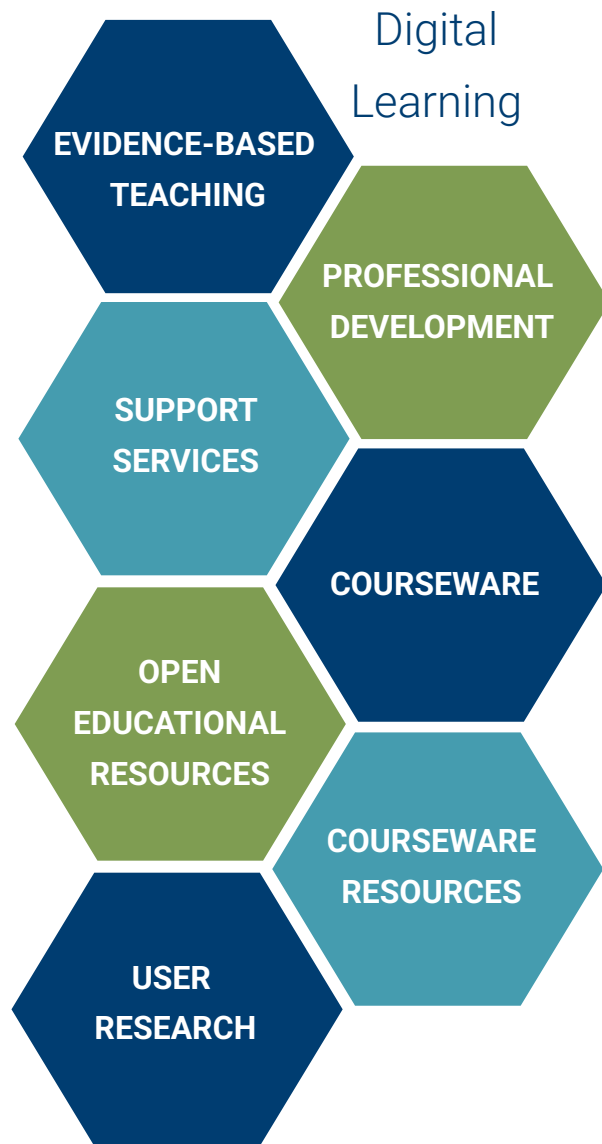 Digital
Learning
EVIDENCE-BASED
TEACHING
PROFESSIONAL
DEVELOPMENT
SUPPORT
SERVICES
COURSEWARE
OPEN
EDUCATIONAL
RESOURCES
COURSEWARE
RESOURCES
USER
RESEARCH